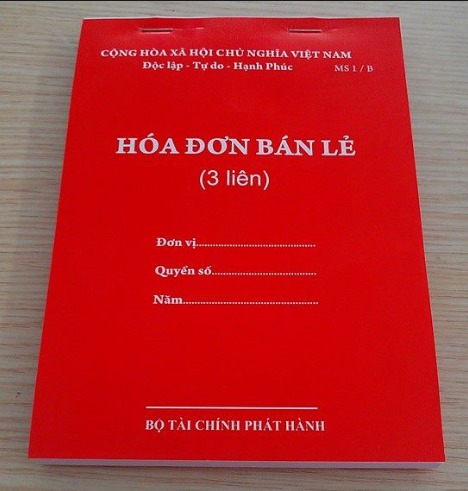 CỘNG HÒA XÃ HỘI CHỦ NGHĨA VIỆT NAM
Độc lập - Tự do - Hạnh Phúc MS 1 / B
HÓA ĐƠN BÁN LẺ
(3 liên)
Đơn vị...........................................
Quyển số......................................
Năm.................................................
BỘ TÀI CHÍNH PHÁT HÀNH